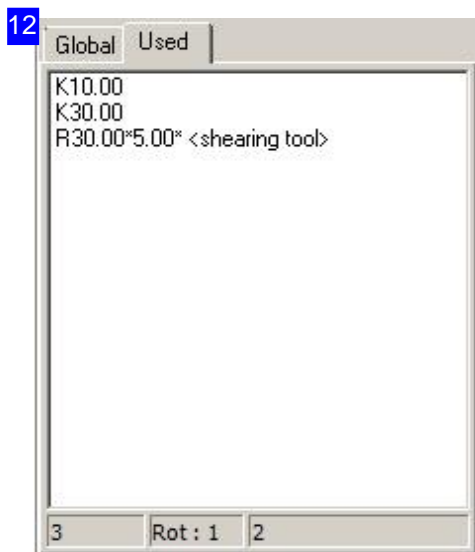 12
Global Used
K10.00
K30.00
R30.00*5.00* <shearing tool>
3 Rot : 1 2